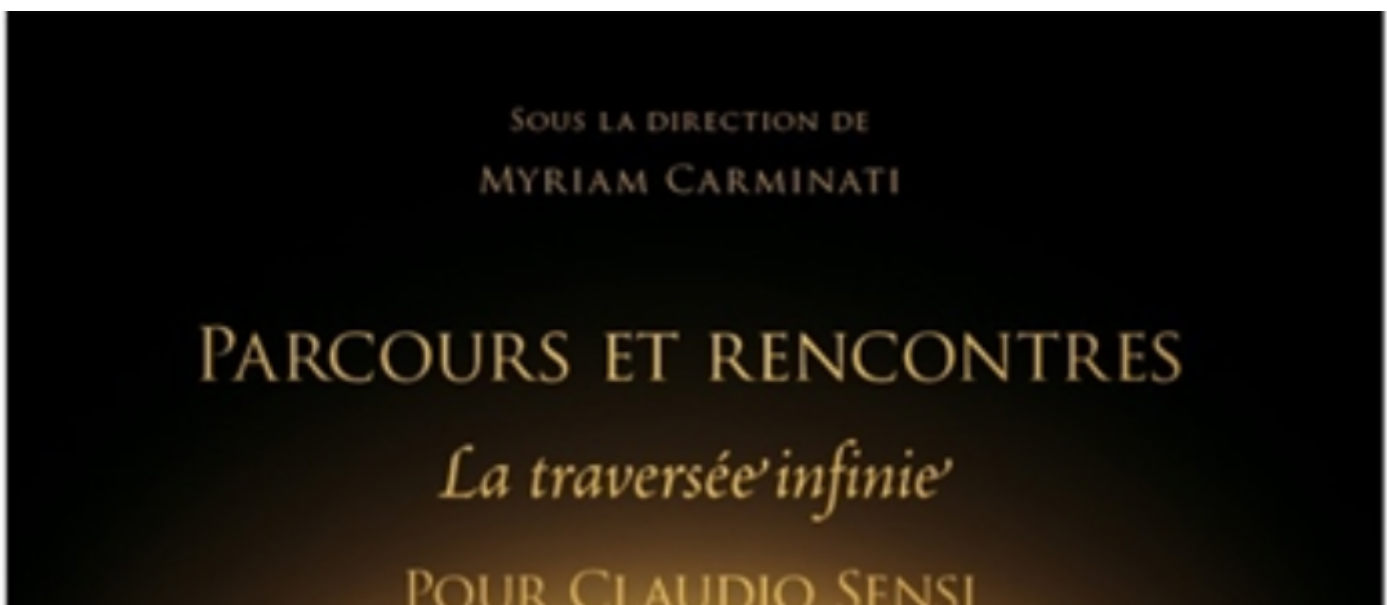 Sous la direction de
Myriam Carminati
Parcours et rencontres
La traversée infinie
Pour Claudio Sensi